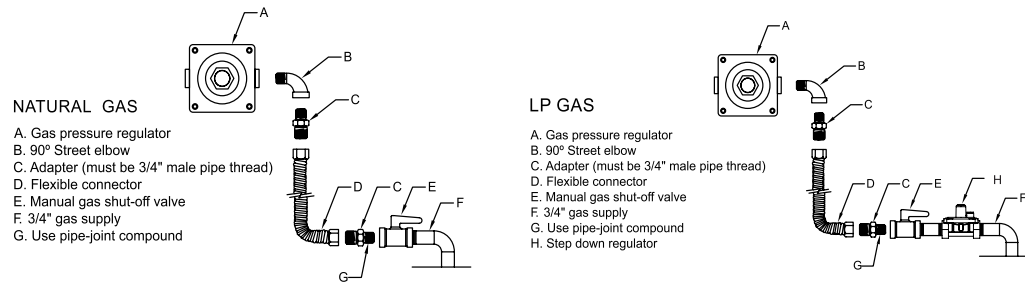 NATURAL GAS
A. Gas pressure regulator
B. 90º Street elbow
C. Adapter (must be 3/4" male pipe thread)
D. Flexible connector
E. Manual gas shut-off valve
F. 3/4" gas supply
G. Use pipe-joint compound
A
B
C
D
C
E
F
G
LP GAS
A. Gas pressure regulator
B. 90º Street elbow
C. Adapter (must be 3/4" male pipe thread)
D. Flexible connector
E. Manual gas shut-off valve
F. 3/4" gas supply
G. Use pipe-joint compound
H. Step down regulator
A
B
C
D
C
E
H
F
G